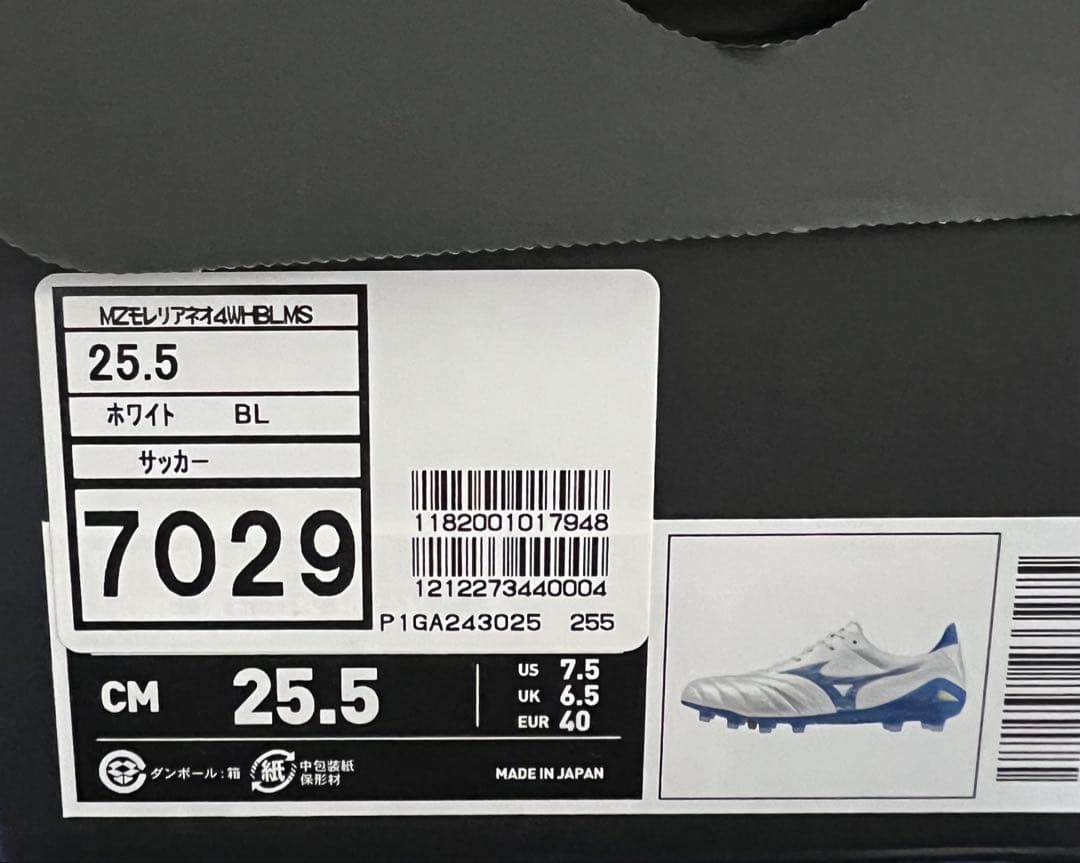 MZモレリアネオ4WHBLMS
25.5
ホワイト BL
サッカー
7029
1182001017948
1212273440004
P1GA243025 255
CM 25.5
US 7.5
UK 6.5
EUR 40
ダンボール:箱
紙 中包装紙
保形材
MADE IN JAPAN